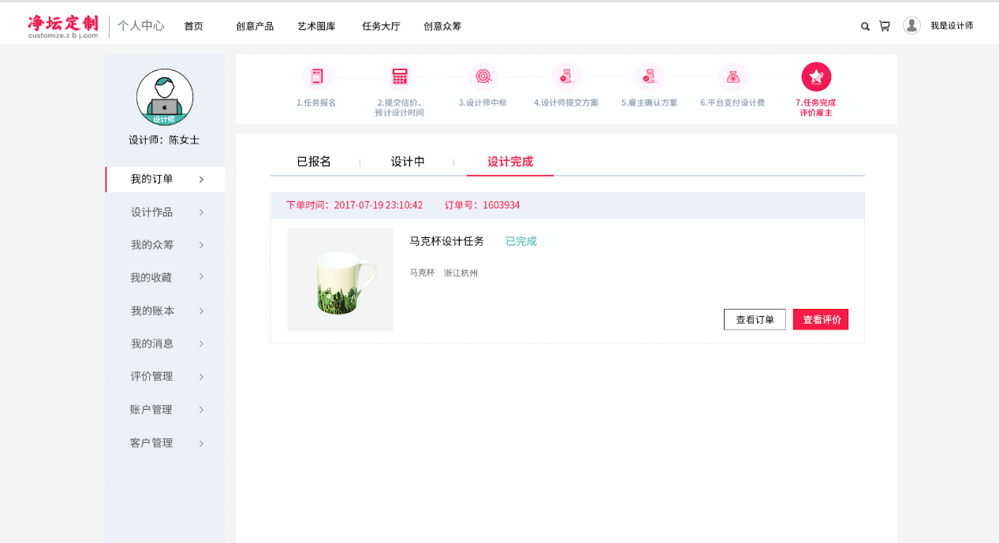 净坛定制
customize.z b j.com
个人中心
首页
创意产品
艺术图库
任务大厅
创意众筹
我是设计师
设计师
设计师：陈女士
我的订单
设计作品
我的众筹
我的收藏
我的账本
我的消息
评价管理
账户管理
客户管理
1.任务报名
2.提交估价、
预计设计时间
3.设计师中标
4.设计师提交方案
5.雇主确认方案
6.平台支付设计费
7.任务完成
评价雇主
已报名
设计中
设计完成
下单时间：2017-07-19 23:10:42 订单号：1603934
马克杯设计任务 已完成
马克杯 浙江杭州
查看订单
查看评价